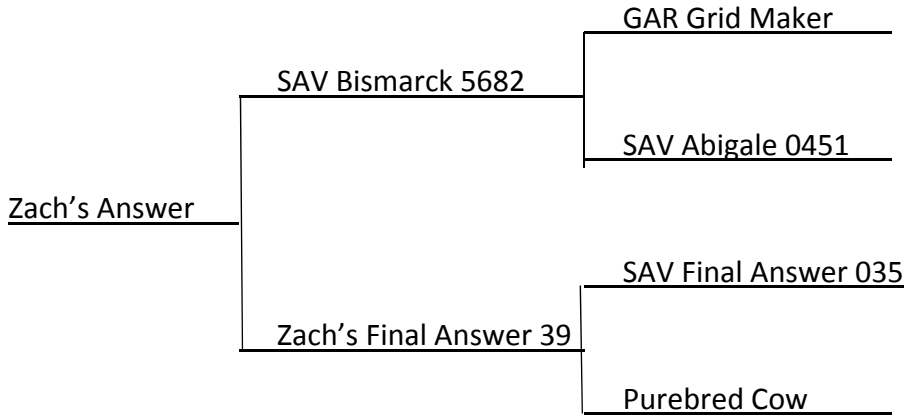 GAR Grid Maker
SAV Bismarck 5682
SAV Abigale 0451
Zach’s Answer
SAV Final Answer 035
Zach’s Final Answer 39
Purebred Cow